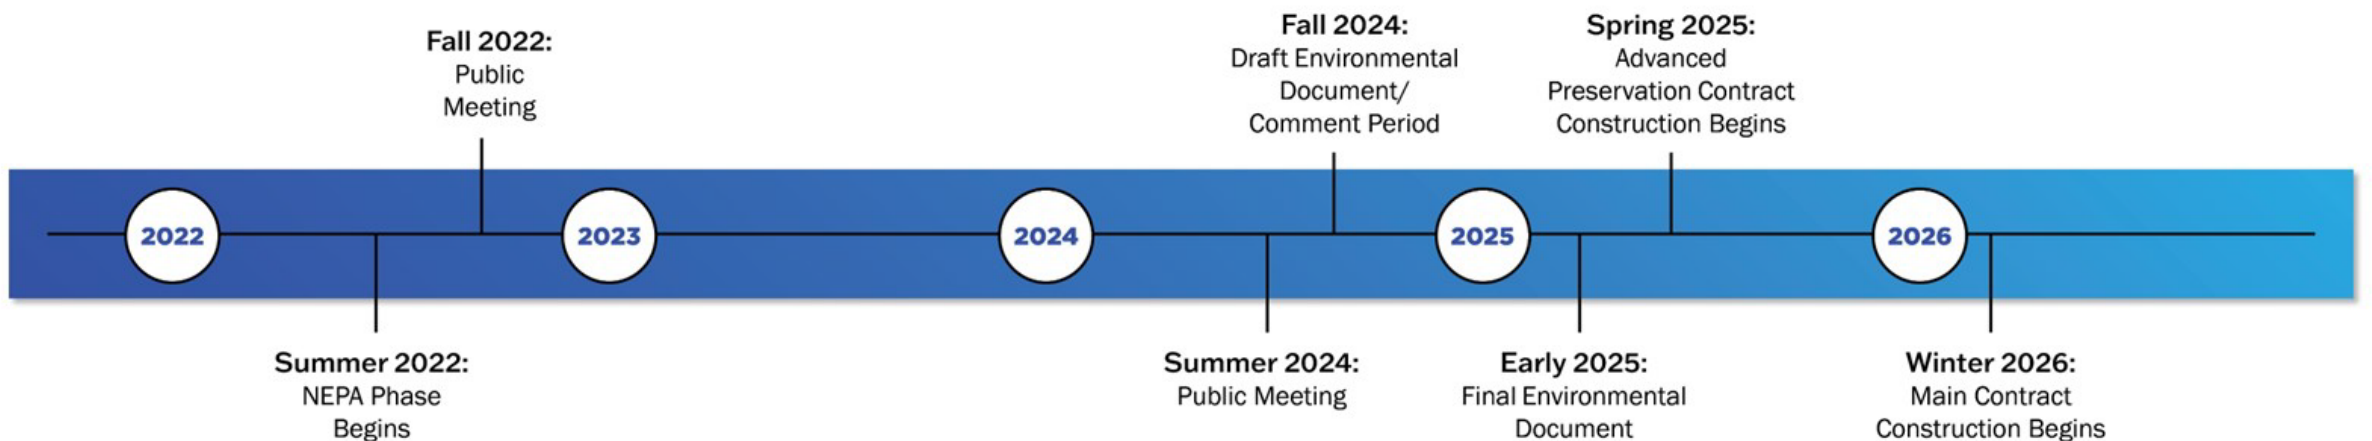 Fall 2022:
Public
Meeting
Fall 2024:
Draft Environmental
Document/
Comment Period
Spring 2025:
Advanced
Preservation Contract
Construction Begins
2022
2023
2024
2025
2026
Summer 2022:
NEPA Phase
Begins
Summer 2024:
Public Meeting
Early 2025:
Final Environmental
Document
Winter 2026:
Main Contract
Construction Begins